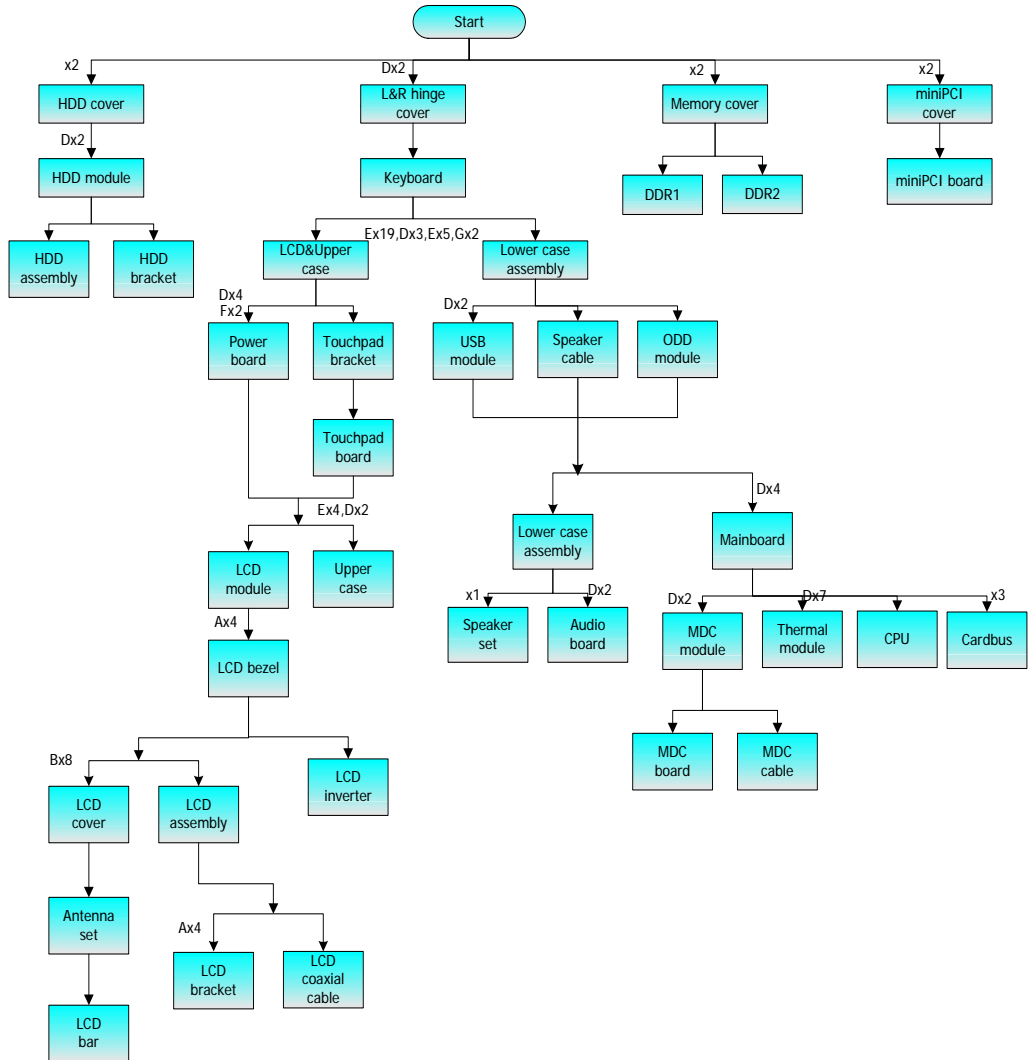 Start
x2
Dx2
x2
x2
HDD cover
L&R hinge
cover
Memory cover
miniPCI
cover
Dx2
HDD module
Keyboard
DDR1
DDR2
miniPCI board
Ex19,Dx3,Ex5,Gx2
HDD
assembly
HDD
bracket
LCD&Upper
case
Lower case
assembly
Dx4
Fx2
Dx2
Power
board
Touchpad
bracket
USB
module
Speaker
cable
ODD
module
Touchpad
board
Ex4,Dx2
Dx4
LCD
module
Upper
case
Lower case
assembly
Mainboard
x1
Dx2
Dx2
Dx7
x3
Ax4
Speaker
set
Audio
board
MDC
module
Thermal
module
CPU
Cardbus
LCD bezel
MDC
board
MDC
cable
Bx8
LCD
cover
LCD
assembly
LCD
inverter
Antenna
set
Ax4
LCD
bracket
LCD
coaxial
cable
LCD
bar